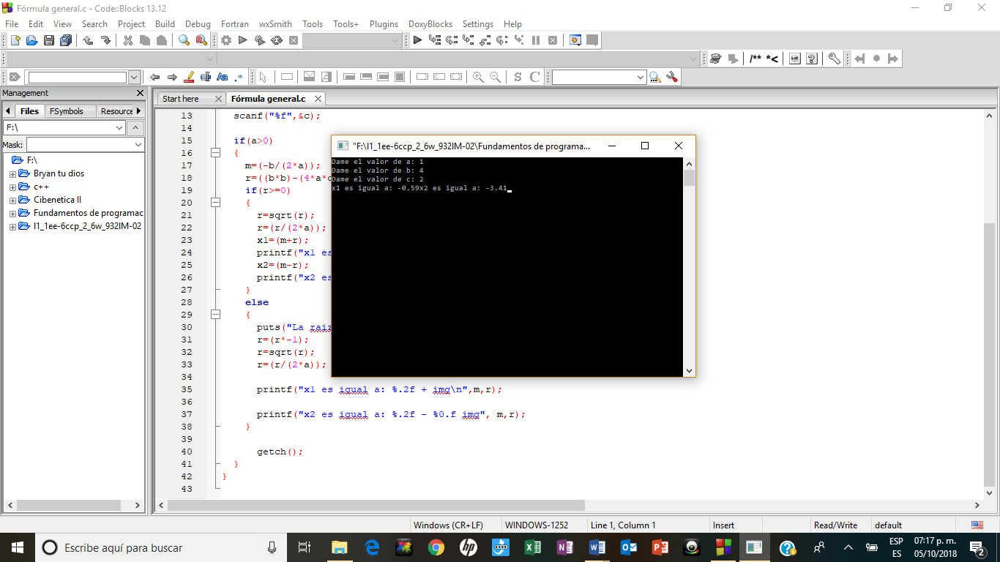 Fórmula general.c - Code::Blocks 13.12
File Edit View Search Project Build Debug Fortran wxSmith Tools Tools+ Plugins DoxyBlocks Settings Help
/** *<
Aa .*
S C
Management
Files FSymbols Resource
F:\
Mask:
F:\
Bryan tu dios
c++
Cibenetica II
Fundamentos de programac
I1_1ee-6ccp_2_6w_932IM-02
Start here Fórmula general.c
13 scanf("%f",&c);
14
15 if(a>0)
16 {
17 m=(-b/(2*a));
18 r=((b*b)-(4*a*c
19 if(r>=0)
20 {
21 r=sqrt(r);
22 r=(r/(2*a));
23 x1=(m+r);
24 printf("x1 es
25 x2=(m-r);
26 printf("x2 es
27 }
28 else
29 {
30 puts("La raiz
31 r=(r*-1);
32 r=sqrt(r);
33 r=(r/(2*a));
34
35 printf("x1 es igual a: %.2f + img\n",m,r);
36
37 printf("x2 es igual a: %.2f - %0.f img", m,r);
38 }
39
40 getch();
41 }
42 }
43
"F:\I1_1ee-6ccp_2_6w_932IM-02\Fundamentos de programa...
Dame el valor de a: 1
Dame el valor de b: 4
Dame el valor de c: 2
x1 es igual a: -0.59x2 es igual a: -3.41
Windows (CR+LF) WINDOWS-1252 Line 1, Column 1 Insert Read/Write default
Escribe aquí para buscar
ESP
ES
07:17 p. m.
05/10/2018
2